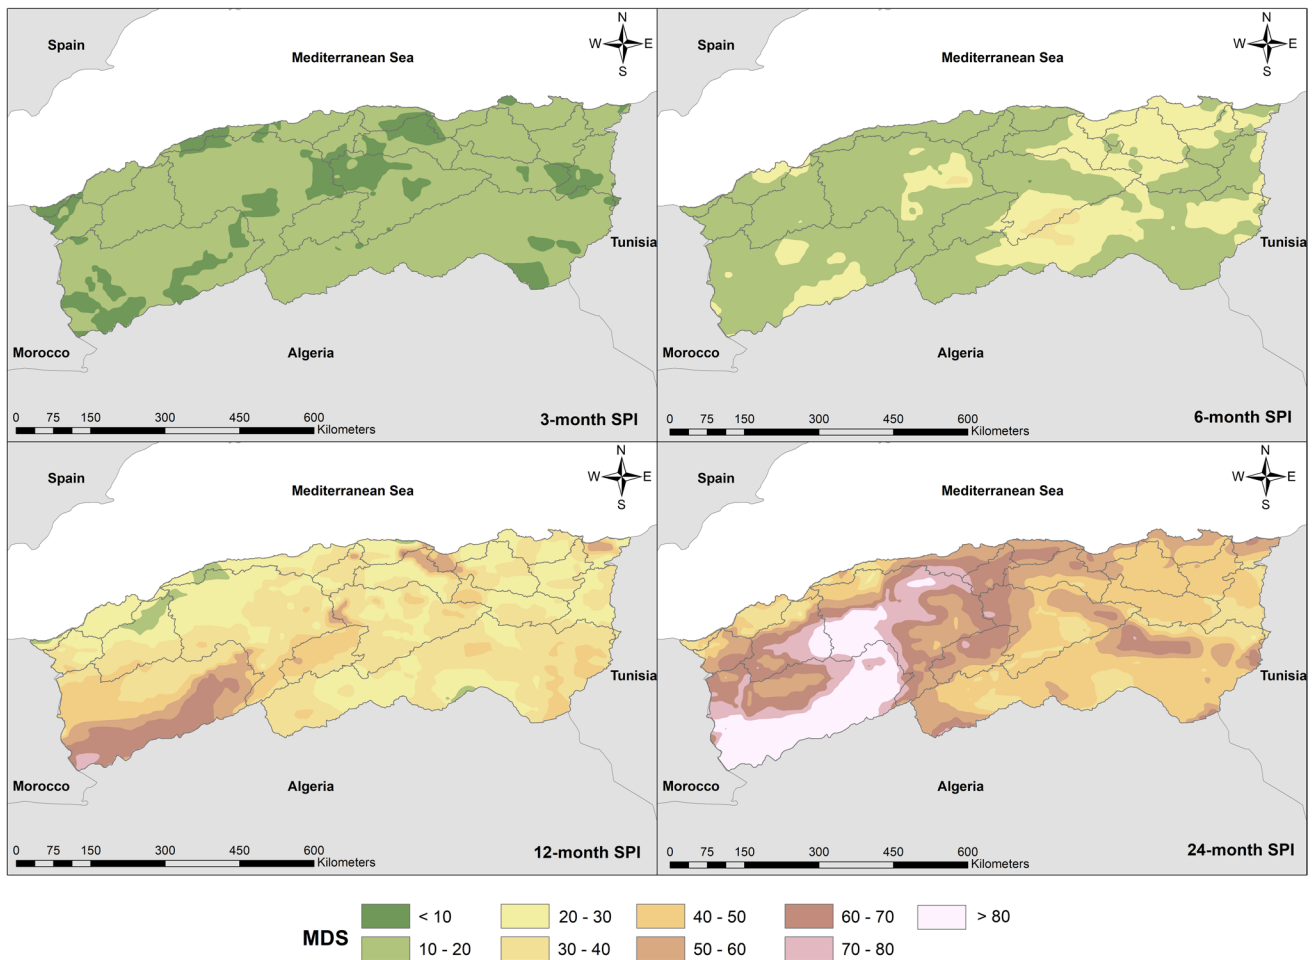 Spain
Mediterranean Sea
N
W E
S
Tunisia
Morocco
Algeria
0 75 150 300 450 600
Kilometers
3-month SPI
Spain
Mediterranean Sea
N
W E
S
Tunisia
Morocco
Algeria
0 75 150 300 450 600
Kilometers
6-month SPI
Spain
Mediterranean Sea
N
W E
S
Tunisia
Morocco
Algeria
0 75 150 300 450 600
Kilometers
12-month SPI
Spain
Mediterranean Sea
N
W E
S
Tunisia
Morocco
Algeria
0 75 150 300 450 600
Kilometers
24-month SPI
MDS
< 10
10 - 20
20 - 30
30 - 40
40 - 50
50 - 60
60 - 70
70 - 80
> 80